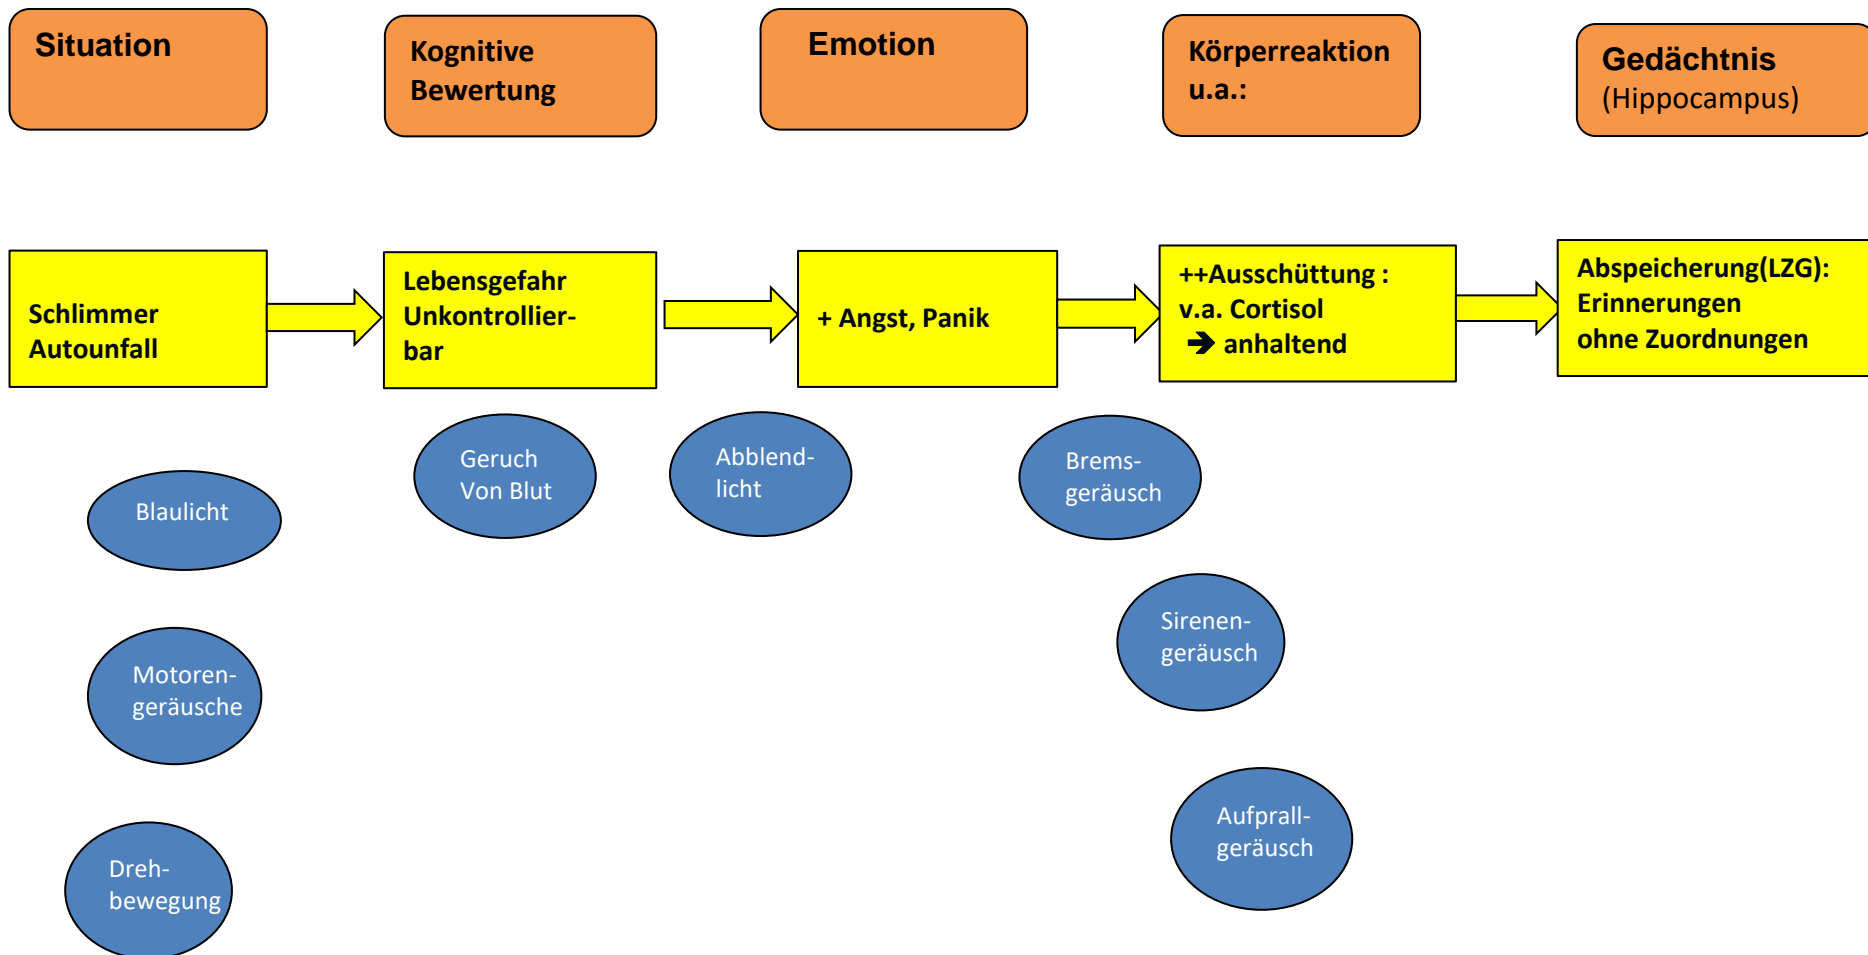 Situation
Kognitive
Bewertung
Emotion
Körperreaktion
u.a.:
Gedächtnis
(Hippocampus)
Schlimmer
Autounfall
Lebensgefahr
Unkontrollier-
bar
+ Angst, Panik
++Ausschüttung :
v.a. Cortisol
➔ anhaltend
Abspeicherung(LZG):
Erinnerungen
ohne Zuordnungen
Blaulicht
Geruch
Von Blut
Abblend-
licht
Brems-
geräusch
Motoren-
geräusche
Sirenen-
geräusch
Dreh-
bewegung
Aufprall-
geräusch